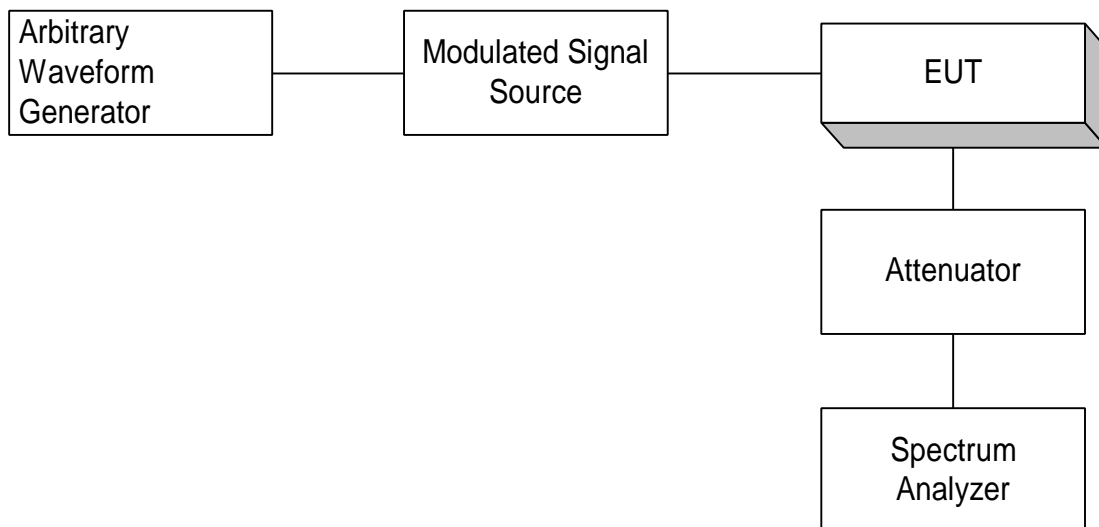 Arbitrary
Waveform
Generator
Modulated Signal
Source
EUT
Attenuator
Spectrum
Analyzer